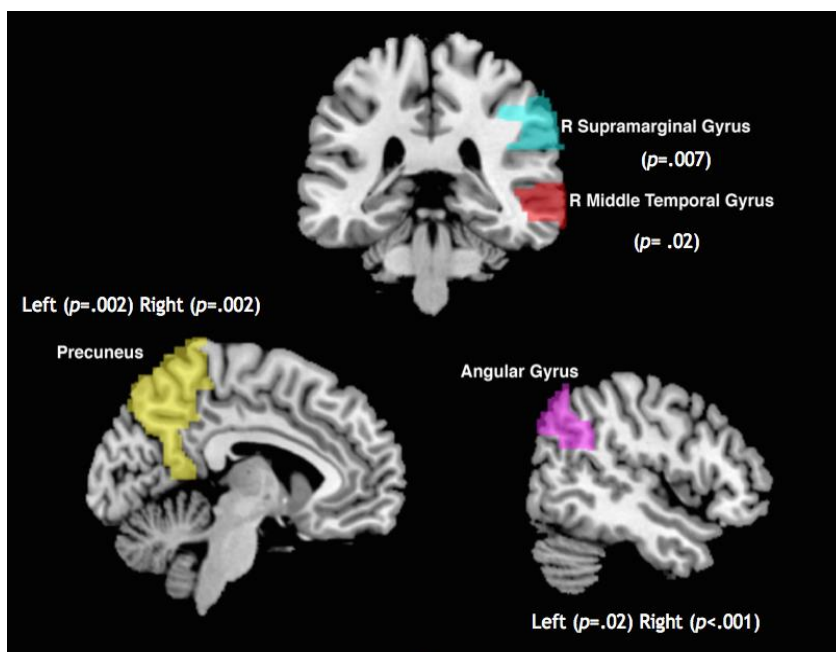 R Supramarginal Gyrus
(p=.007)
R Middle Temporal Gyrus
(p= .02)
Left (p=.002) Right (p=.002)
Precuneus
Angular Gyrus
Left (p=.02) Right (p<.001)